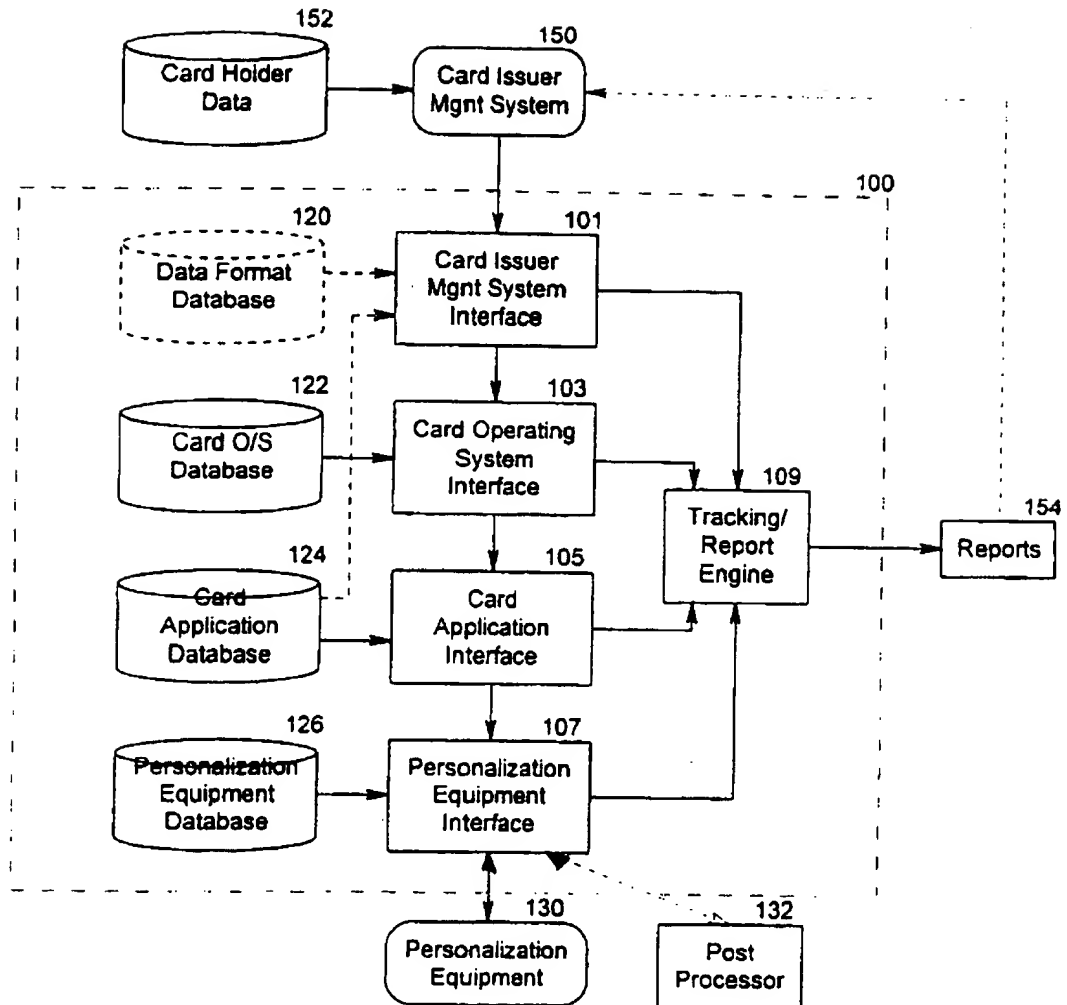 152
Card Holder
Data
150
Card Issuer
Mgnt System
100
120
Data Format
Database
101
Card Issuer
Mgnt System
Interface
122
Card O/S
Database
103
Card Operating
System
Interface
109
Tracking/
Report
Engine
154
Reports
124
Card
Application
Database
105
Card
Application
Interface
126
Personalization
Equipment
Database
107
Personalization
Equipment
Interface
130
Personalization
Equipment
132
Post
Processor